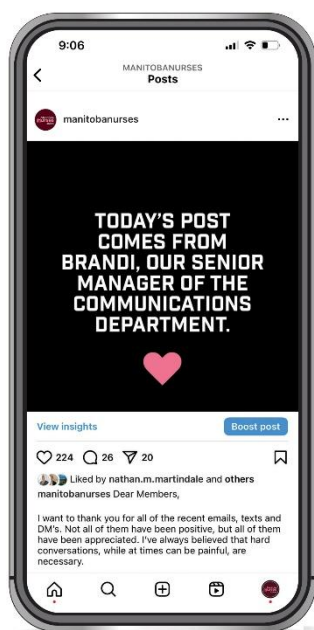 9:06
MANITOBANURSES
Posts
manitobanurses
TODAY'S POST
COMES FROM
BRANDI, OUR SENIOR
MANAGER OF THE
COMMUNICATIONS
DEPARTMENT.
View insights
Boost post
224 26 20
Liked by nathan.m.martindale and others
manitobanurses Dear Members,
I want to thank you for all of the recent emails, texts and
DM's. Not all of them have been positive, but all of them
have been appreciated. I've always believed that hard
conversations, while at times can be painful, are
necessary.